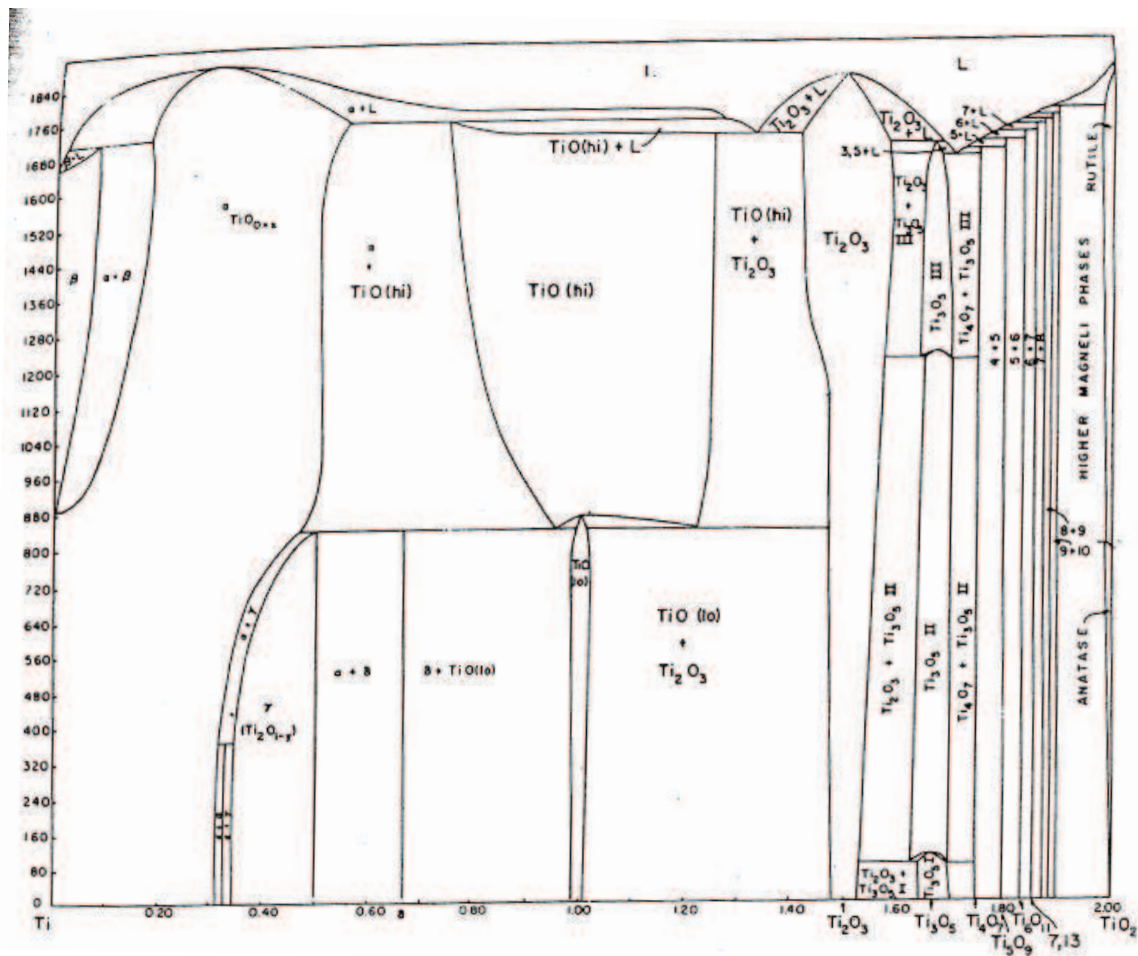 L
L
1840
1760
1680
1600
1520
1440
1360
1280
1200
1120
1040
960
880
800
720
640
560
480
400
320
240
160
80
0
α+L
Ti₂O₃+L
Ti₂O₃
+L
7+L
6+L
5+L
3,5+L
β+L
TiO(hi) + L
α
TiO₀₊ₓ
β
α + β
α
+
TiO(hi)
TiO(hi)
TiO(hi)
+
Ti₂O₃
Ti₂O₃
Ti₂O₃
+
Ti₃O₅
III
Ti₃O₅ III
Ti₄O₇ + Ti₃O₅ III
4+5
5+6
6+7
7+8
HIGHER MAGNELI PHASES
RUTILE
8+9
9+10
ANATASE
TiO
(lo)
α+γ
γ
(Ti₂O₁₋ᵧ)
α + δ
δ + TiO(lo)
TiO (lo)
+
Ti₂O₃
Ti₂O₃ + Ti₃O₅ II
Ti₃O₅ II
Ti₄O₇ + Ti₃O₅ II
Ti₂O₃ +
Ti₃O₅ I
Ti₃O₅ I
Ti 0.20 0.40 0.60 δ 0.80 1.00 1.20 1.40 Ti₂O₃ 1.60 Ti₃O₅ Ti₄O₇ 1.80 Ti₆O₁₁ 2.00 TiO₂
Ti₅O₉ 7,13